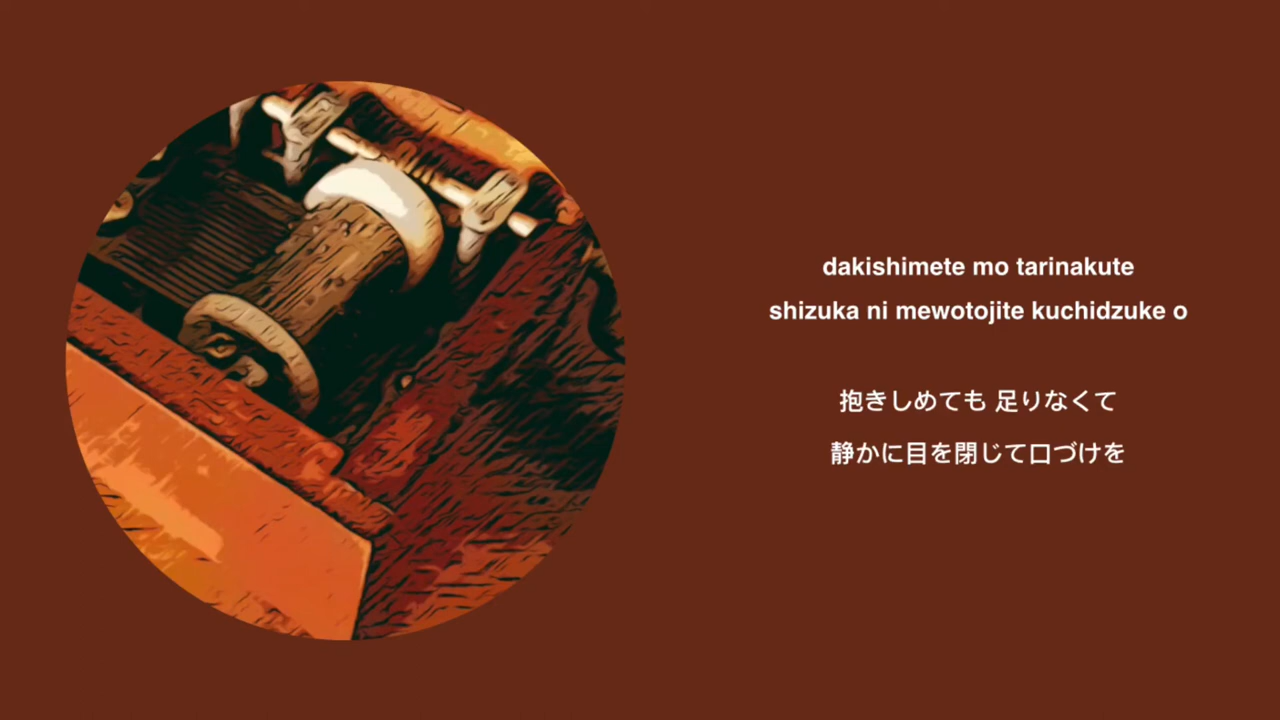 dakishimete mo tarinakute
shizuka ni mewotojite kuchidzuke o
抱きしめても 足りなくて
静かに目を閉じて口づけを